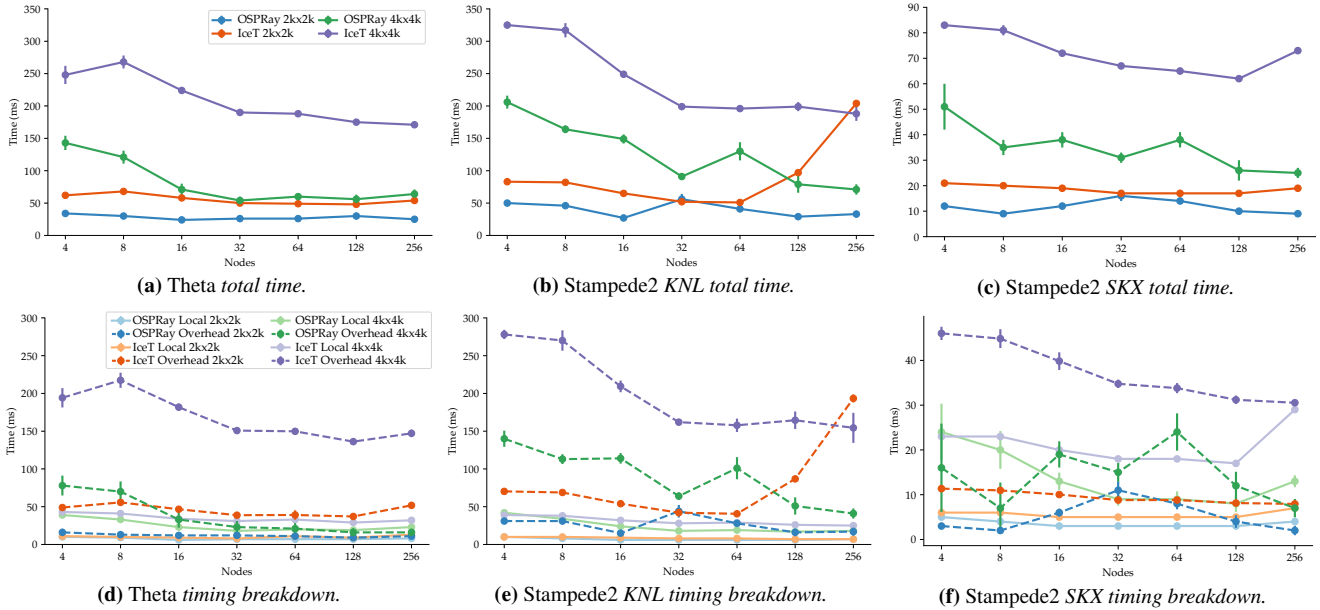 350
300
250
200
150
100
50
0
Time (ms)
OSPRay 2kx2k
IceT 2kx2k
OSPRay 4kx4k
IceT 4kx4k
4 8 16 32 64 128 256
Nodes
(a) Theta total time.
350
300
250
200
150
100
50
0
Time (ms)
4 8 16 32 64 128 256
Nodes
(b) Stampede2 KNL total time.
90
80
70
60
50
40
30
20
10
0
Time (ms)
4 8 16 32 64 128 256
Nodes
(c) Stampede2 SKX total time.
300
250
200
150
100
50
0
Time (ms)
OSPRay Local 2kx2k
OSPRay Overhead 2kx2k
IceT Local 2kx2k
IceT Overhead 2kx2k
OSPRay Local 4kx4k
OSPRay Overhead 4kx4k
IceT Local 4kx4k
IceT Overhead 4kx4k
4 8 16 32 64 128 256
Nodes
(d) Theta timing breakdown.
300
250
200
150
100
50
0
Time (ms)
4 8 16 32 64 128 256
Nodes
(e) Stampede2 KNL timing breakdown.
40
30
20
10
0
Time (ms)
4 8 16 32 64 128 256
Nodes
(f) Stampede2 SKX timing breakdown.